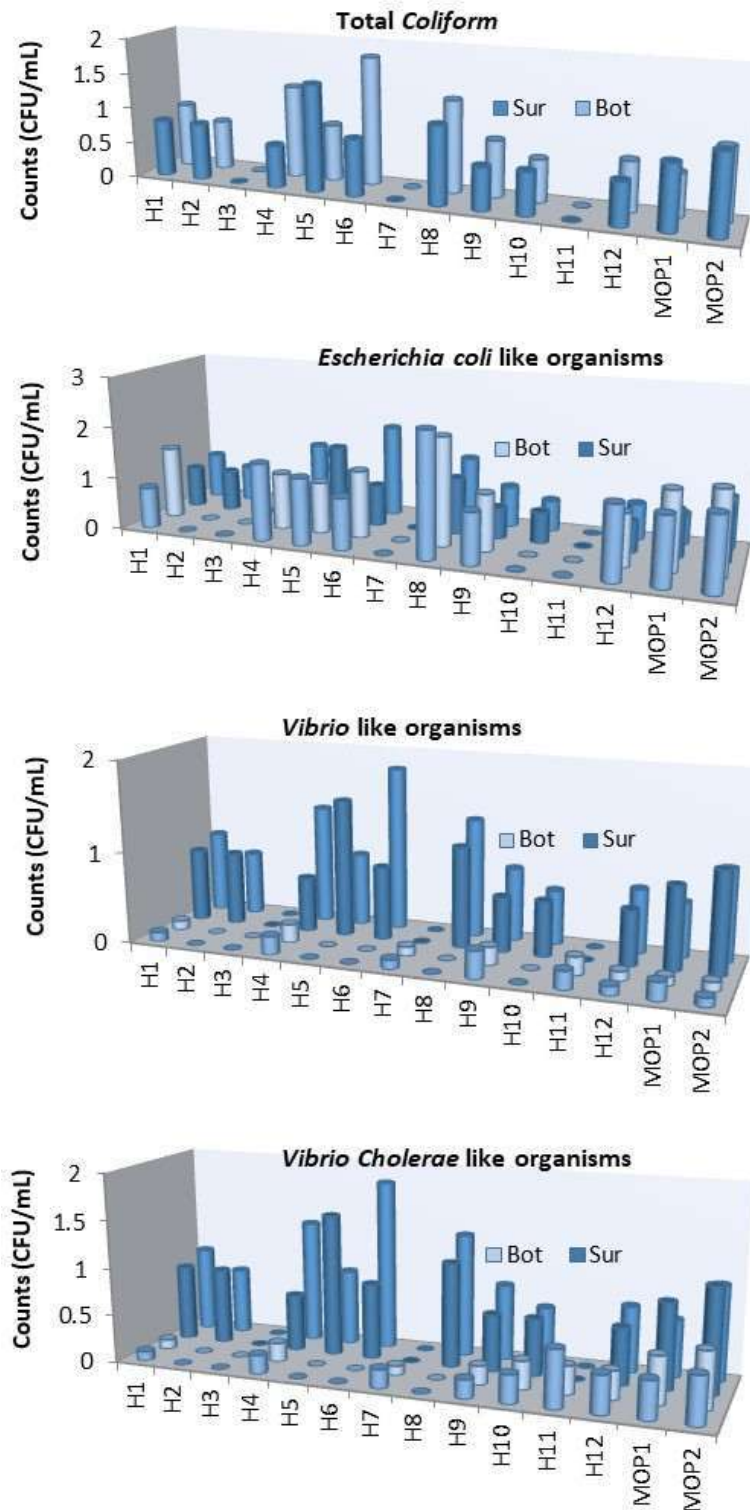 Total Coliform
Counts (CFU/mL)
2
1.5
1
0.5
0
Sur
Bot
H1
H2
H3
H4
H5
H6
H7
H8
H9
H10
H11
H12
MOP1
MOP2
Escherichia coli like organisms
Counts (CFU/mL)
3
2
1
0
Bot
Sur
H1
H2
H3
H4
H5
H6
H7
H8
H9
H10
H11
H12
MOP1
MOP2
Vibrio like organisms
Counts (CFU/mL)
2
1
0
Bot
Sur
H1
H2
H3
H4
H5
H6
H7
H8
H9
H10
H11
H12
MOP1
MOP2
Vibrio Cholerae like organisms
Counts (CFU/mL)
2
1.5
1
0.5
0
Bot
Sur
H1
H2
H3
H4
H5
H6
H7
H8
H9
H10
H11
H12
MOP1
MOP2